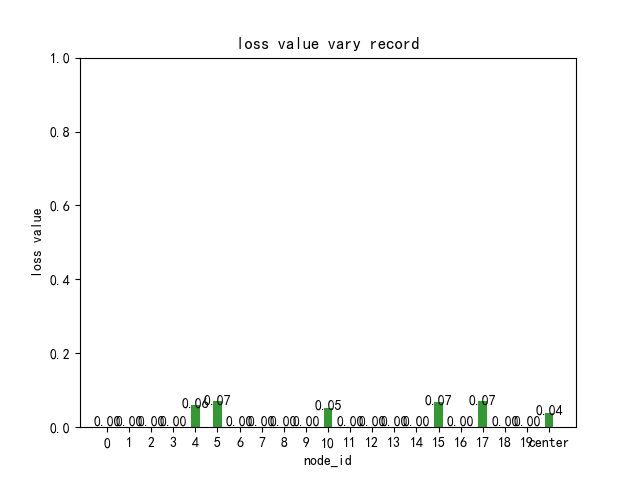 loss value vary record
1.0
0.8
0.6
0.4
0.2
0.0
loss value
0.00 0.00 0.00 0.00 0.06 0.07 0.00 0.00 0.00 0.00 0.05 0.00 0.00 0.00 0.00 0.07 0.00 0.07 0.00 0.00 0.04
0 1 2 3 4 5 6 7 8 9 10 11 12 13 14 15 16 17 18 19 center
node_id